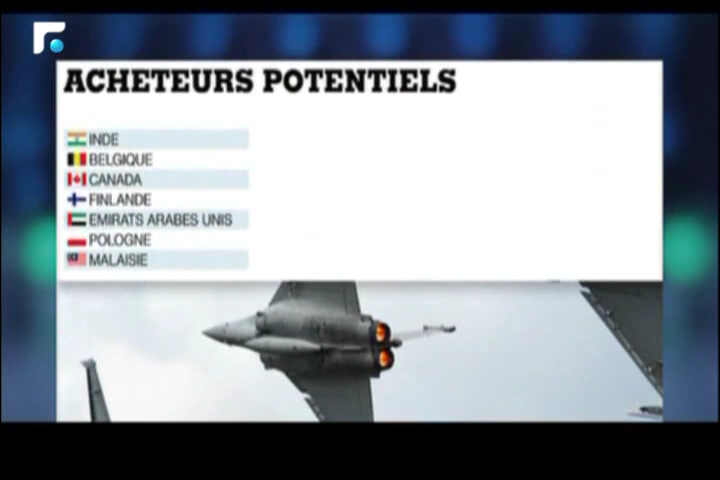 ACHETEURS POTENTIELS
INDE
BELGIQUE
CANADA
FINLANDE
EMIRATS ARABES UNIS
POLOGNE
MALAISIE